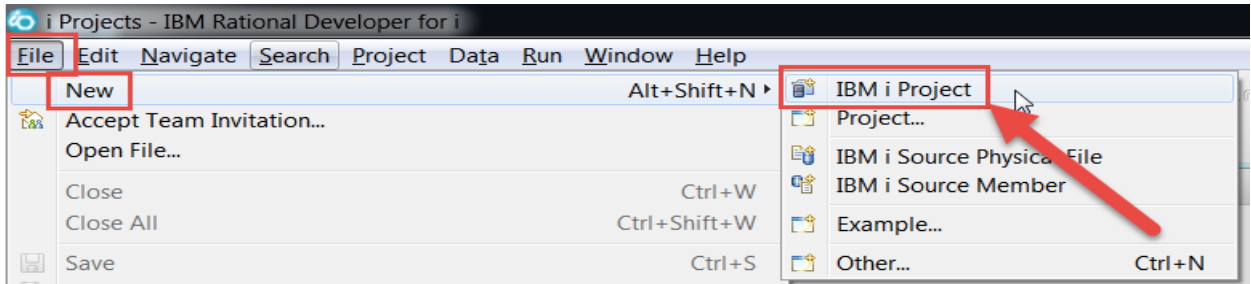 i Projects - IBM Rational Developer for i
File Edit Navigate Search Project Data Run Window Help
New Alt+Shift+N
Accept Team Invitation...
Open File...
Close Ctrl+W
Close All Ctrl+Shift+W
Save Ctrl+S
IBM i Project
Project...
IBM i Source Physical File
IBM i Source Member
Example...
Other... Ctrl+N